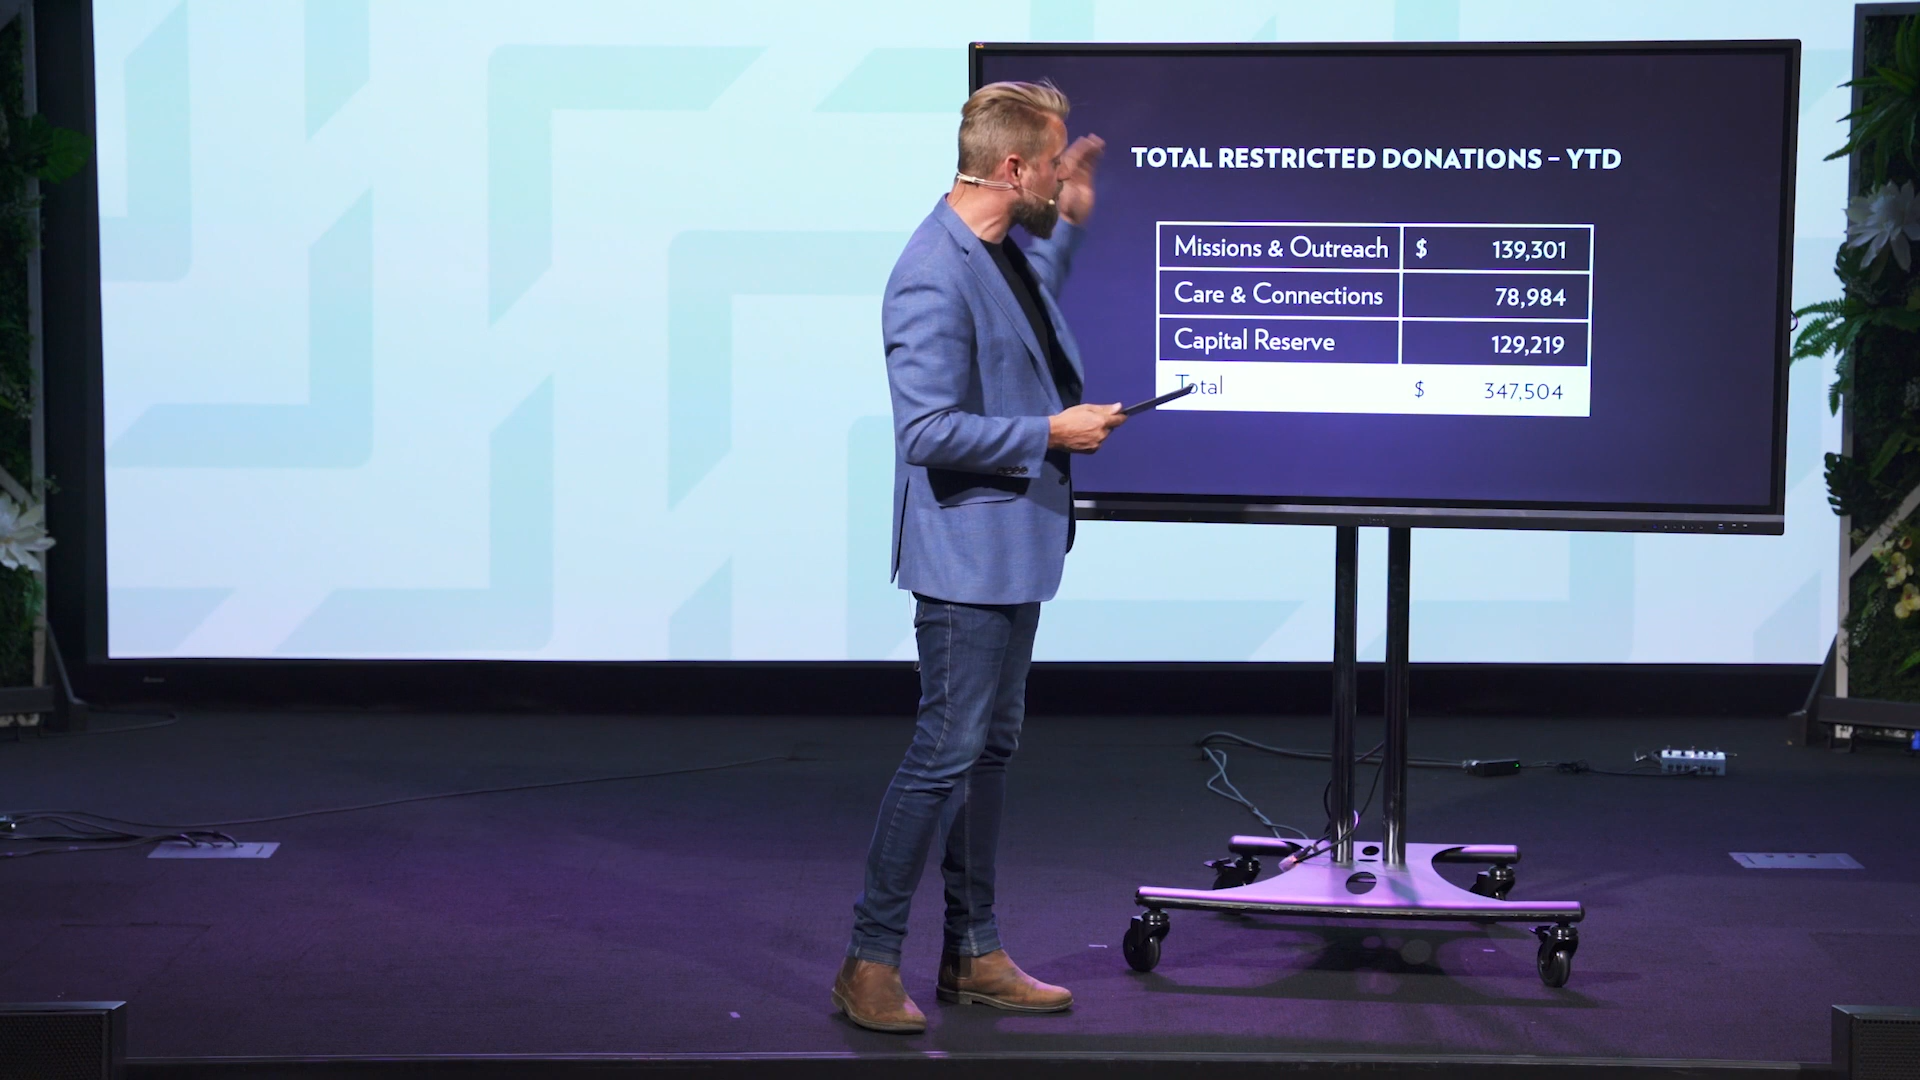 TOTAL RESTRICTED DONATIONS – YTD
Missions & Outreach $ 139,301
Care & Connections 78,984
Capital Reserve 129,219
Total $ 347,504